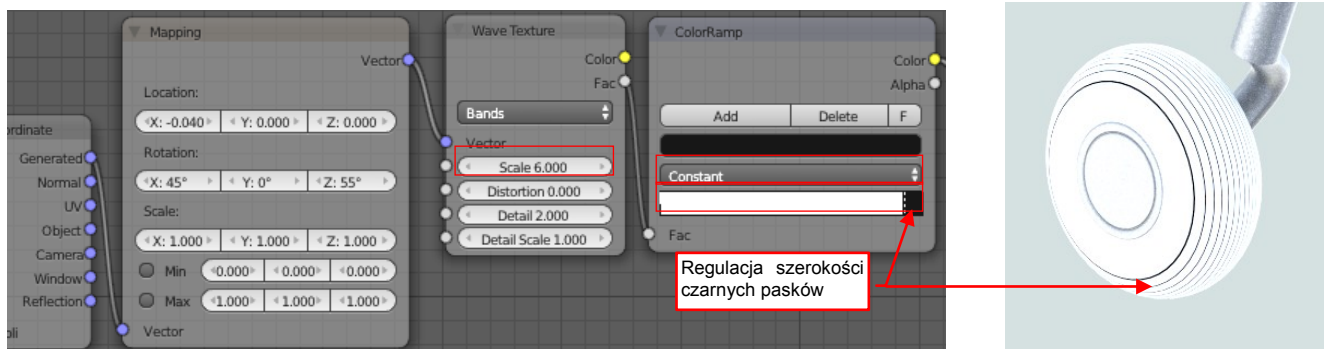 ordinate
Generated
Normal
UV
Object
Camera
Window
Reflection
oli
Mapping
Vector
Location:
X: -0.040 Y: 0.000 Z: 0.000
Rotation:
X: 45° Y: 0° Z: 55°
Scale:
X: 1.000 Y: 1.000 Z: 1.000
Min 0.000 0.000 0.000
Max 1.000 1.000 1.000
Vector
Wave Texture
Color
Fac
Bands
Vector
Scale 6.000
Distortion 0.000
Detail 2.000
Detail Scale 1.000
ColorRamp
Color
Alpha
Add Delete F
Constant
Fac
Regulacja szerokości
czarnych pasków